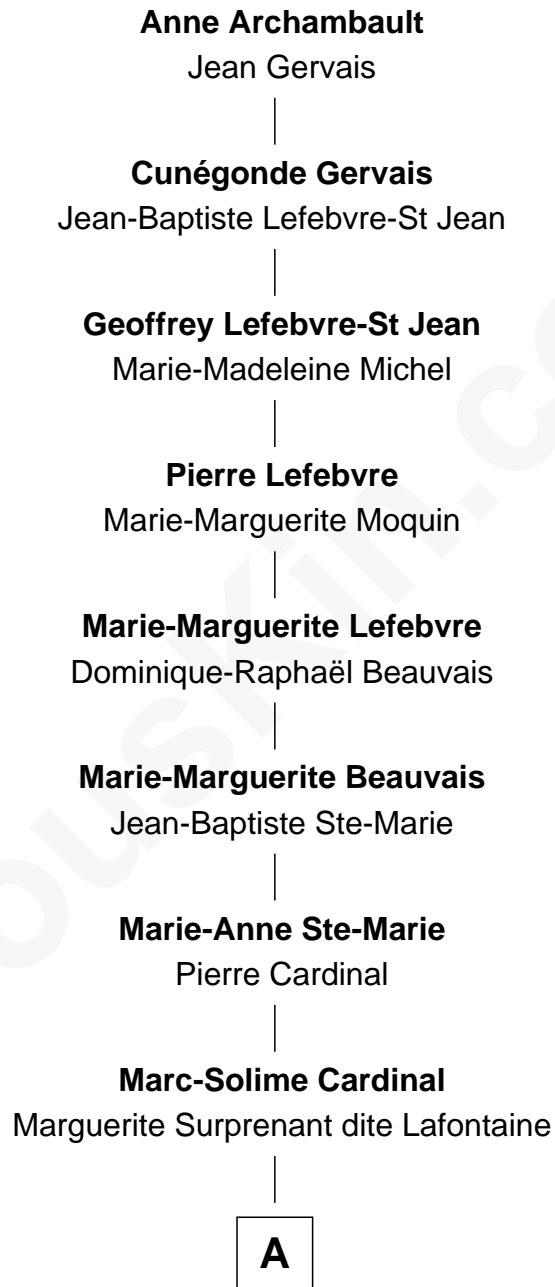 Anne Archambault
Jean Gervais
Cunégonde Gervais
Jean-Baptiste Lefebvre-St Jean
Geoffrey Lefebvre-St Jean
Marie-Madeleine Michel
Pierre Lefebvre
Marie-Marguerite Moquin
Marie-Marguerite Lefebvre
Dominique-Raphaël Beauvais
Marie-Marguerite Beauvais
Jean-Baptiste Ste-Marie
Marie-Anne Ste-Marie
Pierre Cardinal
Marc-Solime Cardinal
Marguerite Surprenant dite Lafontaine
A